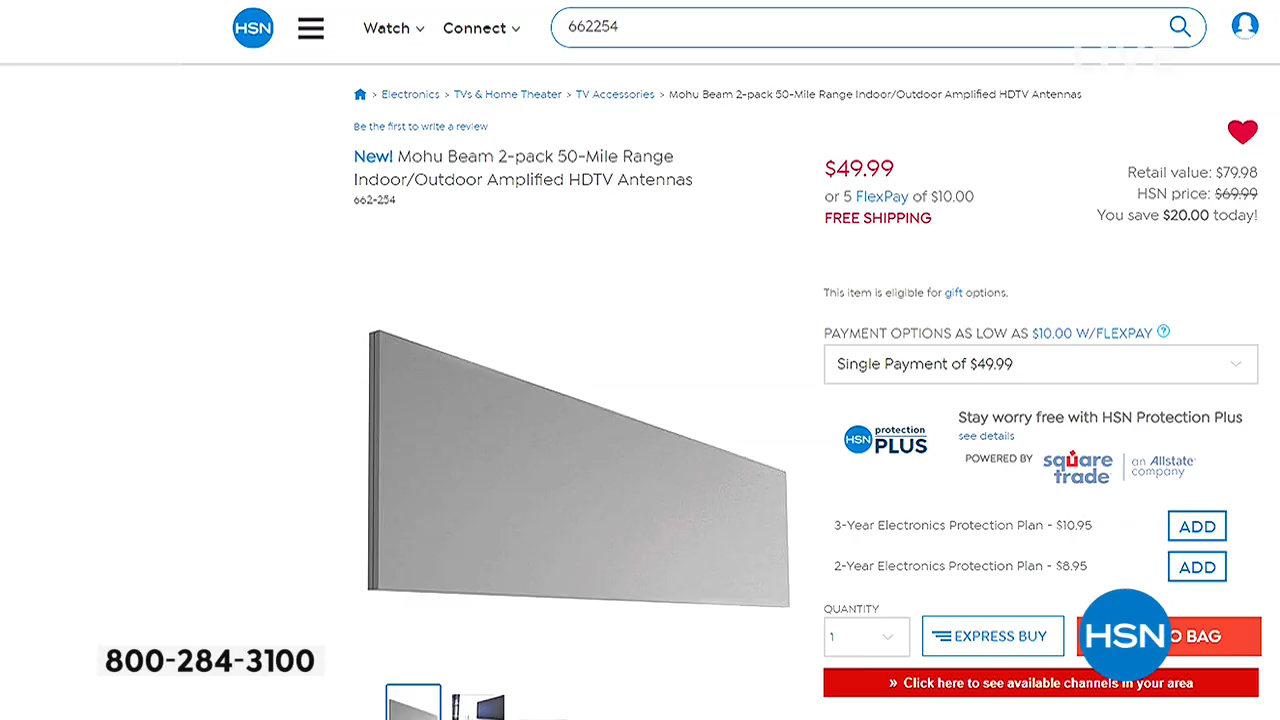 HSN
Watch
Connect
662254
LIVE
> Electronics > TVs & Home Theater > TV Accessories > Mohu Beam 2-pack 50-Mile Range Indoor/Outdoor Amplified HDTV Antennas
Be the first to write a review
New! Mohu Beam 2-pack 50-Mile Range
Indoor/Outdoor Amplified HDTV Antennas
662-254
$49.99
or 5 FlexPay of $10.00
FREE SHIPPING
Retail value: $79.98
HSN price: $69.99
You save $20.00 today!
This item is eligible for gift options.
PAYMENT OPTIONS AS LOW AS $10.00 W/FLEXPAY ?
Single Payment of $49.99
HSN protection
PLUS
Stay worry free with HSN Protection Plus
see details
POWERED BY
square
trade
an Allstate
company
3-Year Electronics Protection Plan - $10.95
ADD
2-Year Electronics Protection Plan - $8.95
ADD
QUANTITY
1
EXPRESS BUY
HSN
O BAG
» Click here to see available channels in your area
800-284-3100